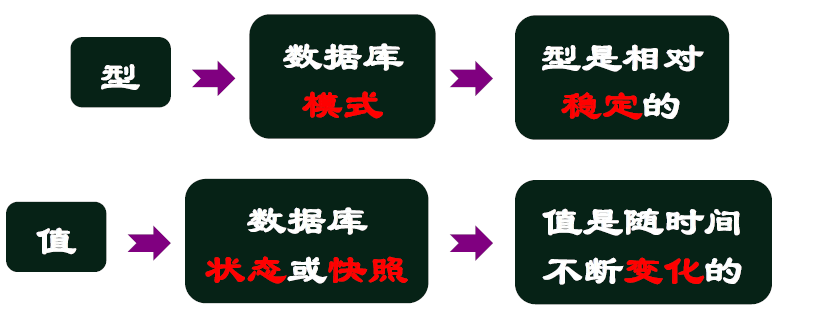 型
数据库
模式
型是相对
稳定的
值
数据库
状态或快照
值是随时间
不断变化的